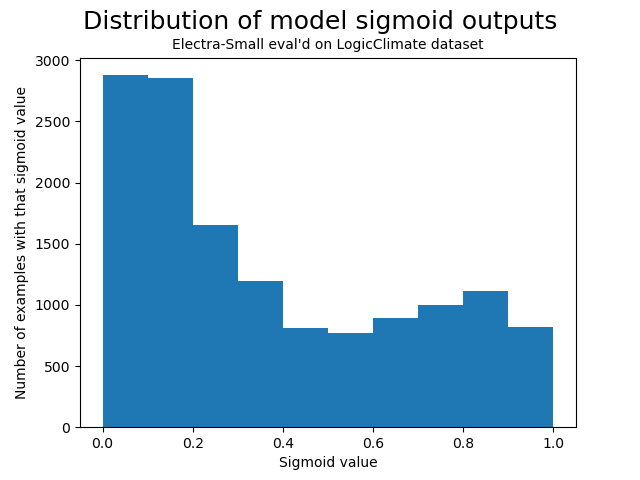 Distribution of model sigmoid outputs
Electra-Small eval'd on LogicClimate dataset
Number of examples with that sigmoid value
3000
2500
2000
1500
1000
500
0
0.0 0.2 0.4 0.6 0.8 1.0
Sigmoid value